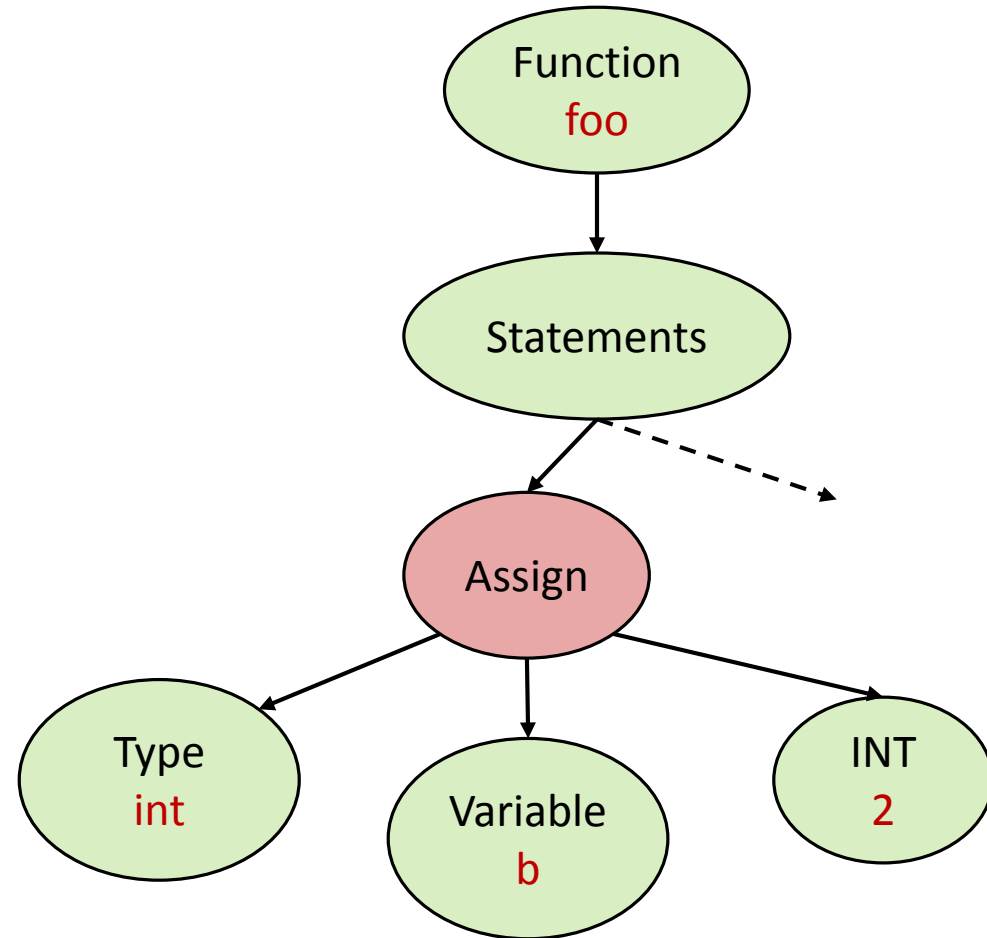 Function
foo
Statements
Assign
Type
int
Variable
b
INT
2